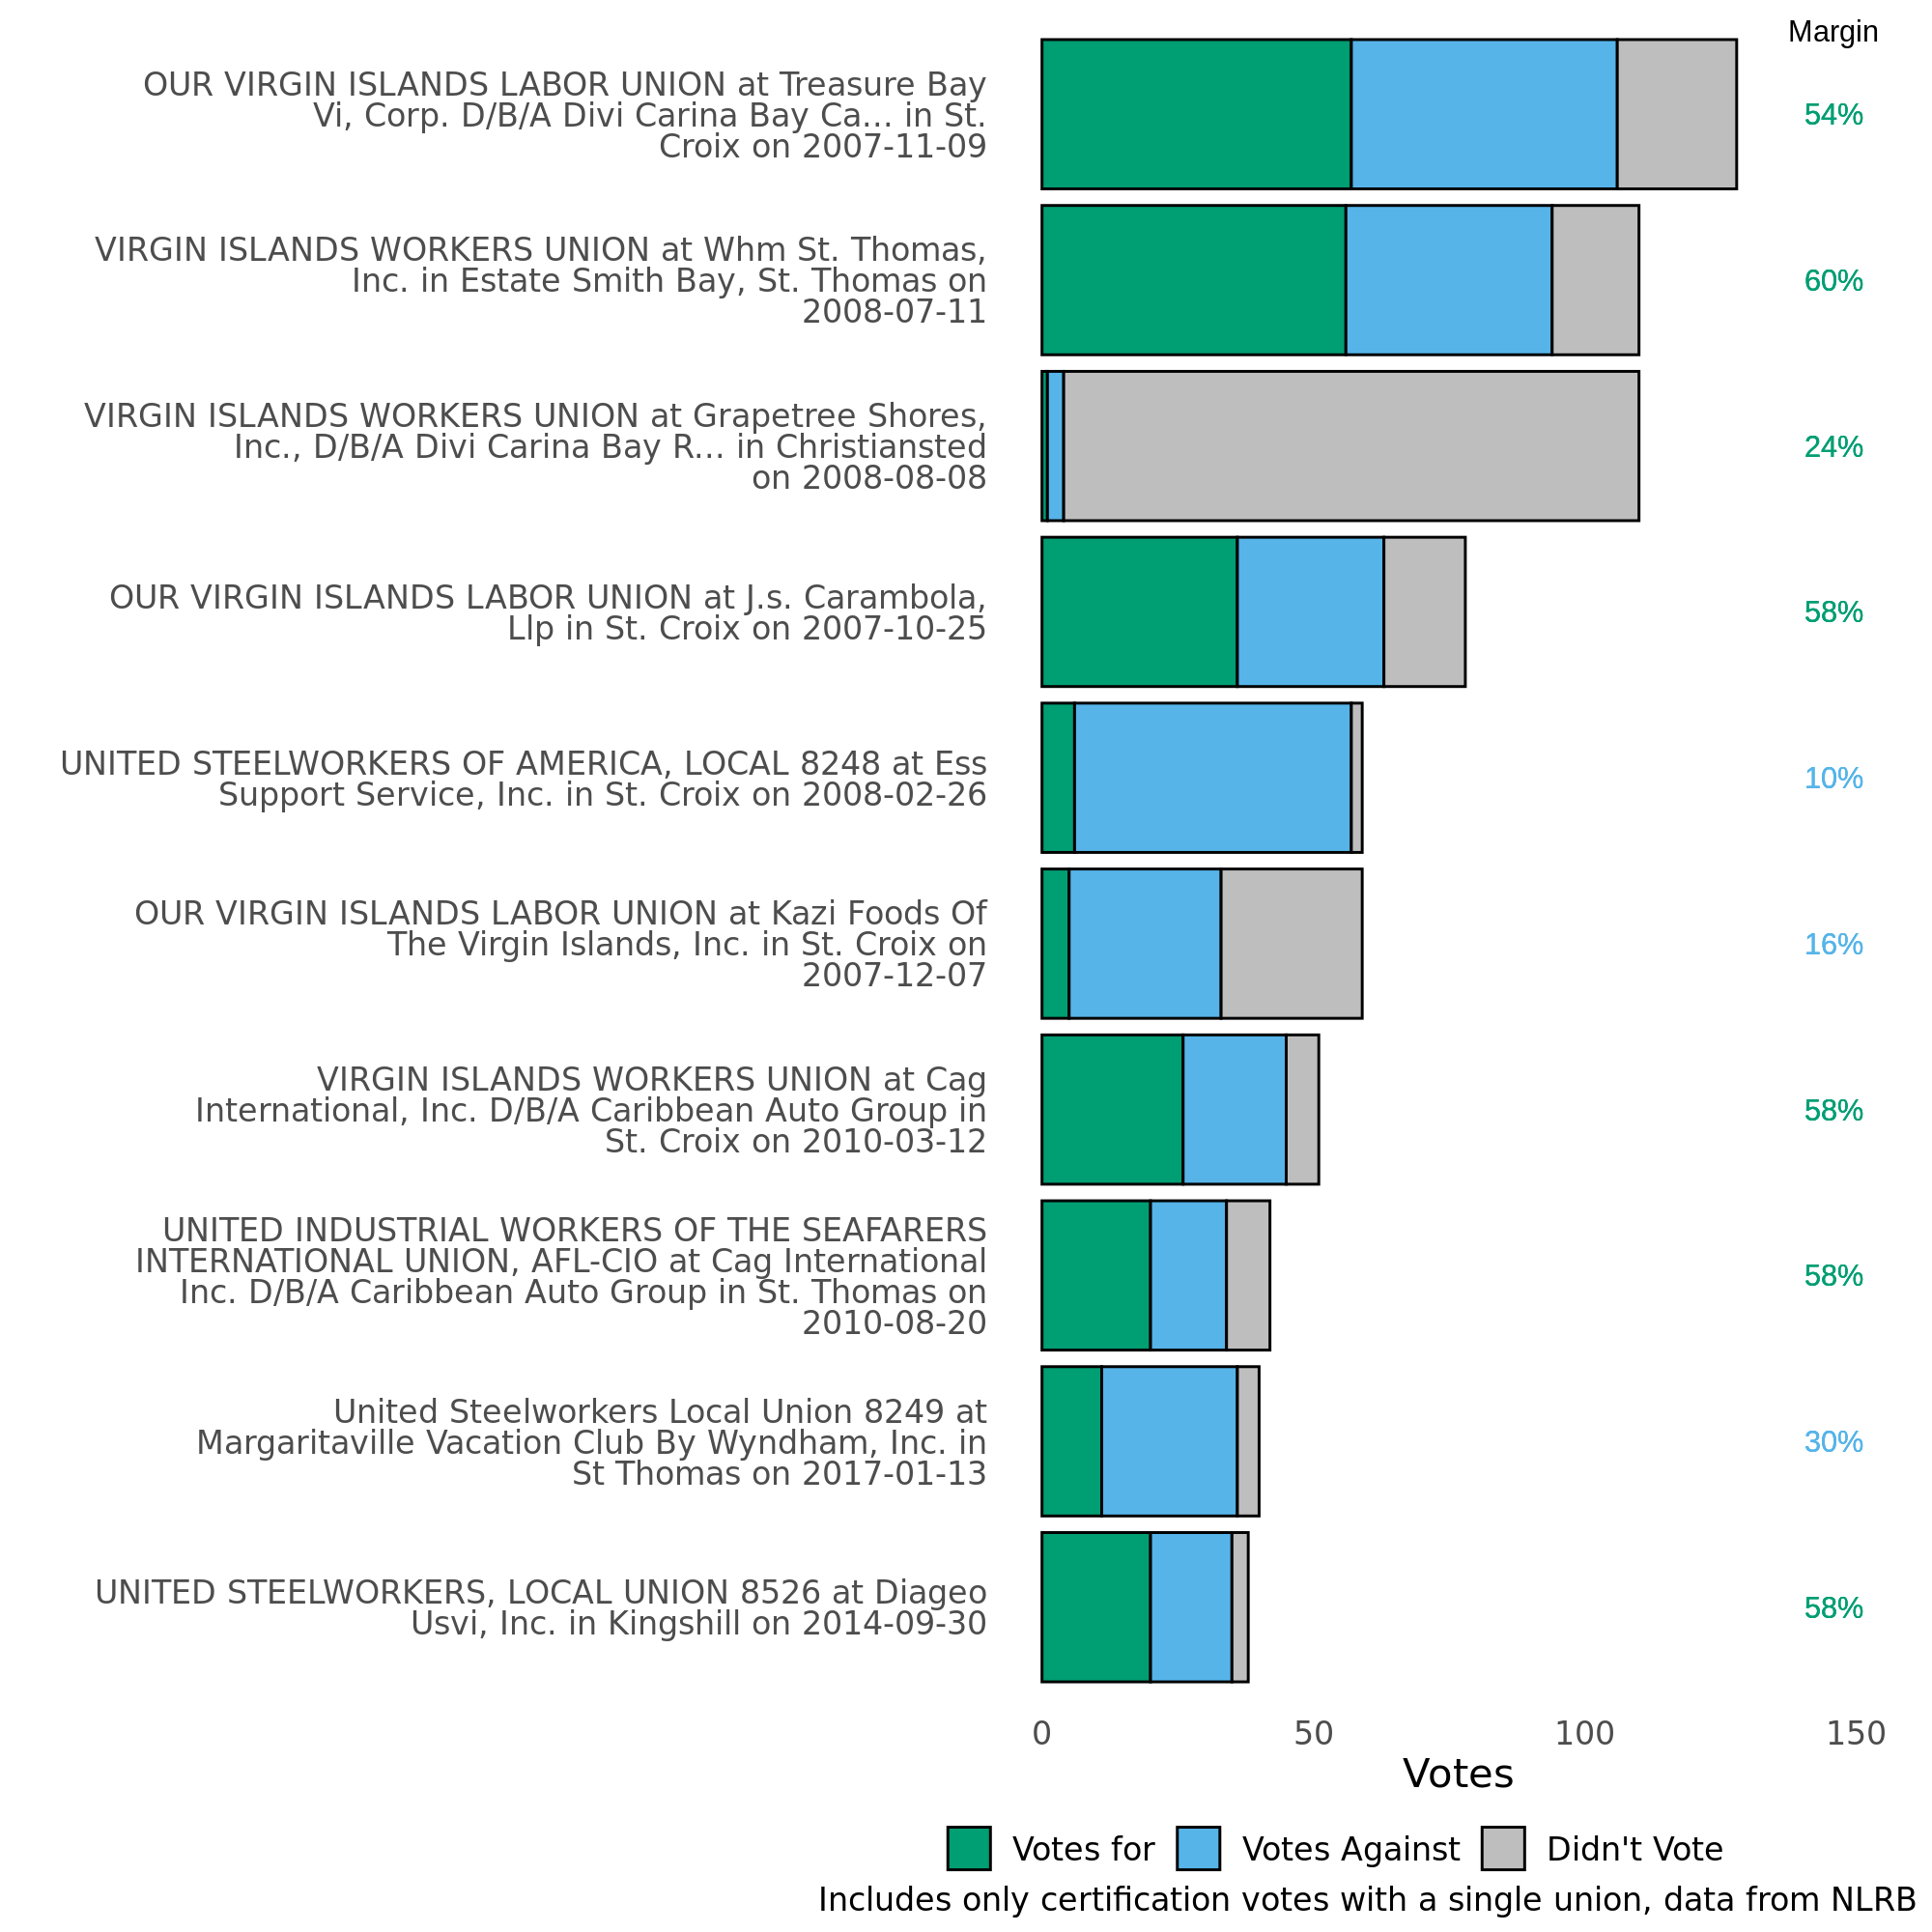 Margin
OUR VIRGIN ISLANDS LABOR UNION at Treasure Bay
Vi, Corp. D/B/A Divi Carina Bay Ca... in St.
Croix on 2007-11-09
54%
VIRGIN ISLANDS WORKERS UNION at Whm St. Thomas,
Inc. in Estate Smith Bay, St. Thomas on
2008-07-11
60%
VIRGIN ISLANDS WORKERS UNION at Grapetree Shores,
Inc., D/B/A Divi Carina Bay R... in Christiansted
on 2008-08-08
24%
OUR VIRGIN ISLANDS LABOR UNION at J.s. Carambola,
Llp in St. Croix on 2007-10-25
58%
UNITED STEELWORKERS OF AMERICA, LOCAL 8248 at Ess
Support Service, Inc. in St. Croix on 2008-02-26
10%
OUR VIRGIN ISLANDS LABOR UNION at Kazi Foods Of
The Virgin Islands, Inc. in St. Croix on
2007-12-07
16%
VIRGIN ISLANDS WORKERS UNION at Cag
International, Inc. D/B/A Caribbean Auto Group in
St. Croix on 2010-03-12
58%
UNITED INDUSTRIAL WORKERS OF THE SEAFARERS
INTERNATIONAL UNION, AFL-CIO at Cag International
Inc. D/B/A Caribbean Auto Group in St. Thomas on
2010-08-20
58%
United Steelworkers Local Union 8249 at
Margaritaville Vacation Club By Wyndham, Inc. in
St Thomas on 2017-01-13
30%
UNITED STEELWORKERS, LOCAL UNION 8526 at Diageo
Usvi, Inc. in Kingshill on 2014-09-30
58%
0 50 100 150
Votes
Votes for Votes Against Didn't Vote
Includes only certification votes with a single union, data from NLRB